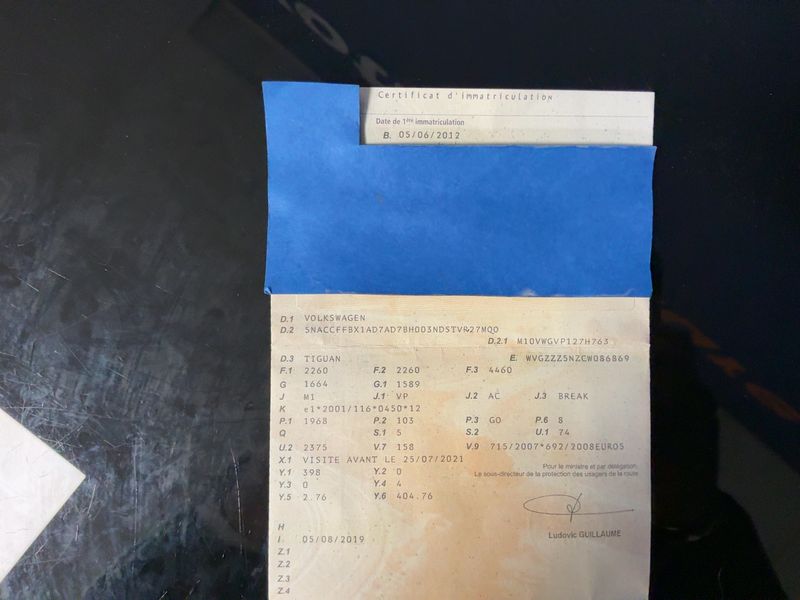 Certificat d'immatriculation
Date de 1ère immatriculation
B. 05/06/2012
D.1 VOLKSWAGEN
D.2 5NACCFFBX1AD7AD7BH003NDSTVR27MQO
D.2.1 M10VWGVP127H763
D.3 TIGUAN E. WVGZZZ5NZCW086869
F.1 2260 F.2 2260 F.3 4460
G 1664 G.1 1589
J M1 J.1 VP J.2 AC J.3 BREAK
K e1*2001/116*0450*12
P.1 1968 P.2 103 P.3 GO P.6 8
Q S.1 5 S.2 U.1 74
U.2 2375 V.7 158 V.9 715/2007*692/2008EURO5
X.1 VISITE AVANT LE 25/07/2021
Pour le ministre et par délégation,
Y.1 398 Y.2 0
Le sous-directeur de la protection des usagers de la route
Y.3 0 Y.4 4
Y.5 2.76 Y.6 404.76
H
Ludovic GUILLAUME
I 05/08/2019
Z.1
Z.2
Z.3
Z.4